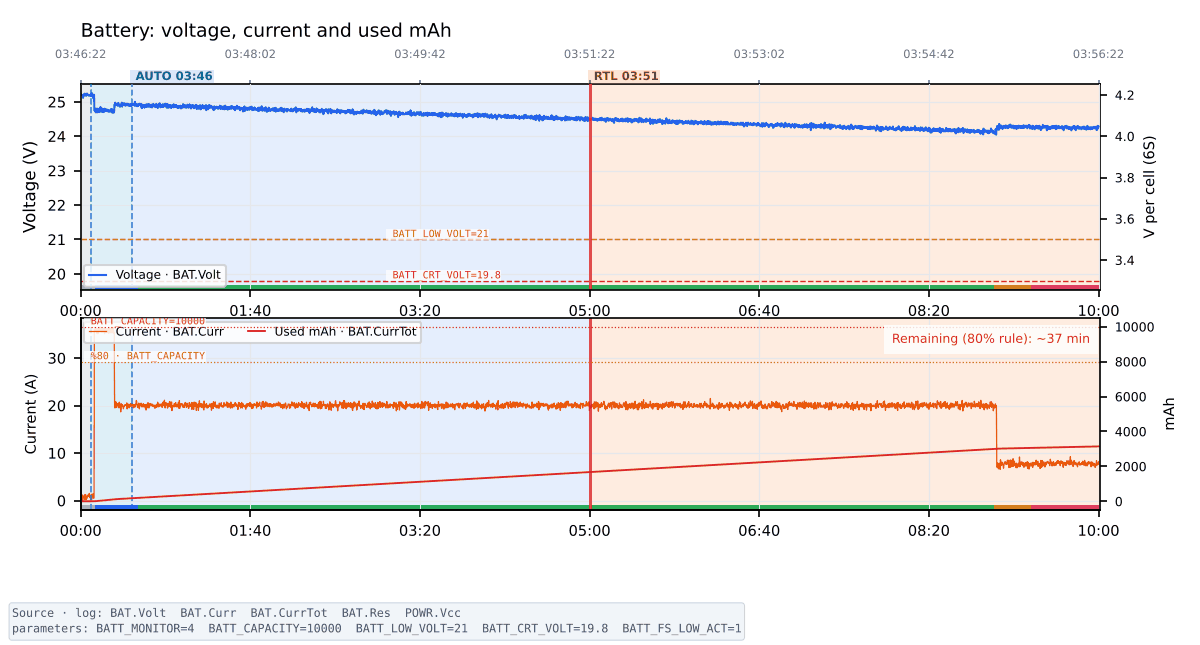 Battery: voltage, current and used mAh
03:46:22 03:48:02 03:49:42 03:51:22 03:53:02 03:54:42 03:56:22
AUTO 03:46 RTL 03:51
Voltage (V)
25
24
23
22
21
20
4.2
4.0
3.8
3.6
3.4
V per cell (6S)
BATT_LOW_VOLT=21
BATT_CRT_VOLT=19.8
Voltage · BAT.Volt
00:00 01:40 03:20 05:00 06:40 08:20 10:00
BATT_CAPACITY=10000
Current · BAT.Curr Used mAh · BAT.CurrTot
Remaining (80% rule): ~37 min
%80 · BATT_CAPACITY
Current (A)
30
20
10
0
10000
8000
6000
4000
2000
0
mAh
00:00 01:40 03:20 05:00 06:40 08:20 10:00
Source · log: BAT.Volt BAT.Curr BAT.CurrTot BAT.Res POWR.Vcc
parameters: BATT_MONITOR=4 BATT_CAPACITY=10000 BATT_LOW_VOLT=21 BATT_CRT_VOLT=19.8 BATT_FS_LOW_ACT=1